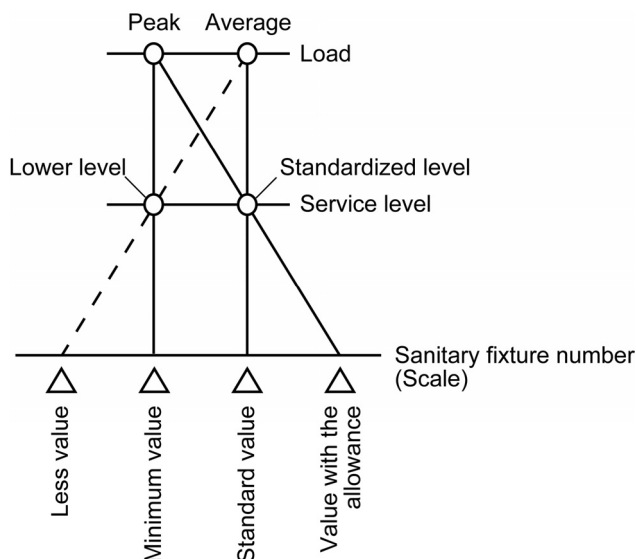 Peak Average
Load
Lower level Standardized level
Service level
Sanitary fixture number
(Scale)
Less value
Minimum value
Standard value
Value with the
allowance